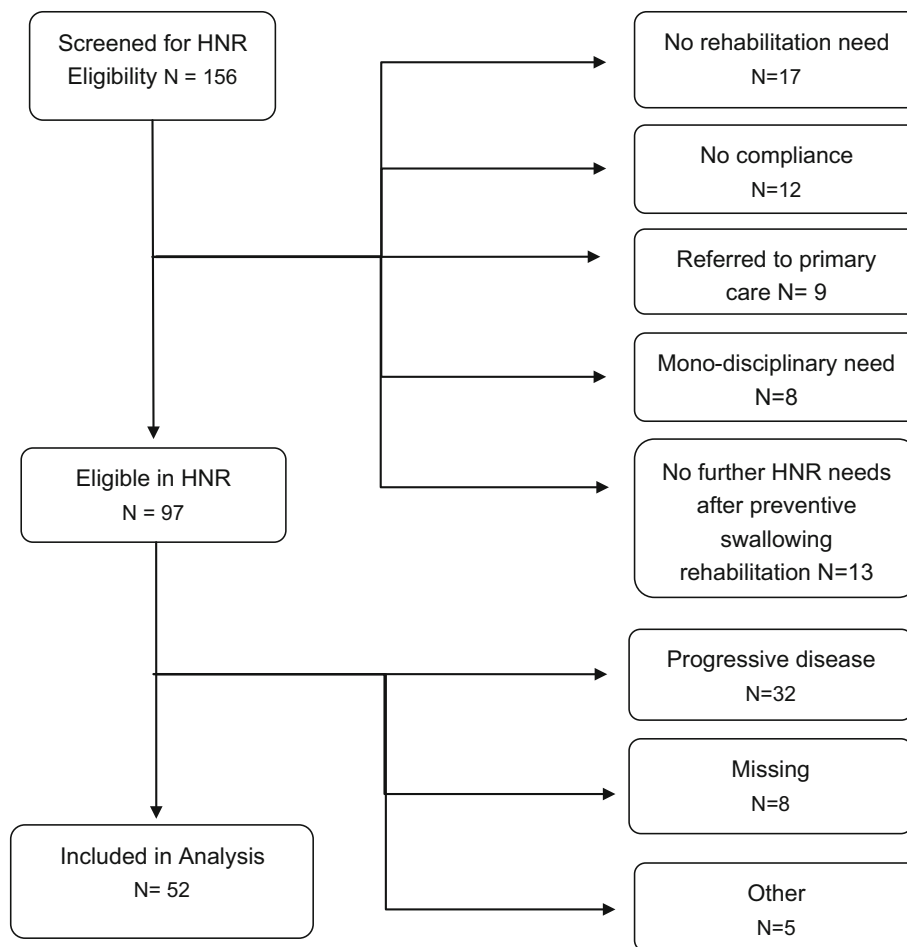 Screened for HNR
Eligibility N = 156
No rehabilitation need
N=17
No compliance
N=12
Referred to primary
care N= 9
Mono-disciplinary need
N=8
No further HNR needs
after preventive
swallowing
rehabilitation N=13
Eligible in HNR
N = 97
Progressive disease
N=32
Missing
N=8
Other
N=5
Included in Analysis
N= 52